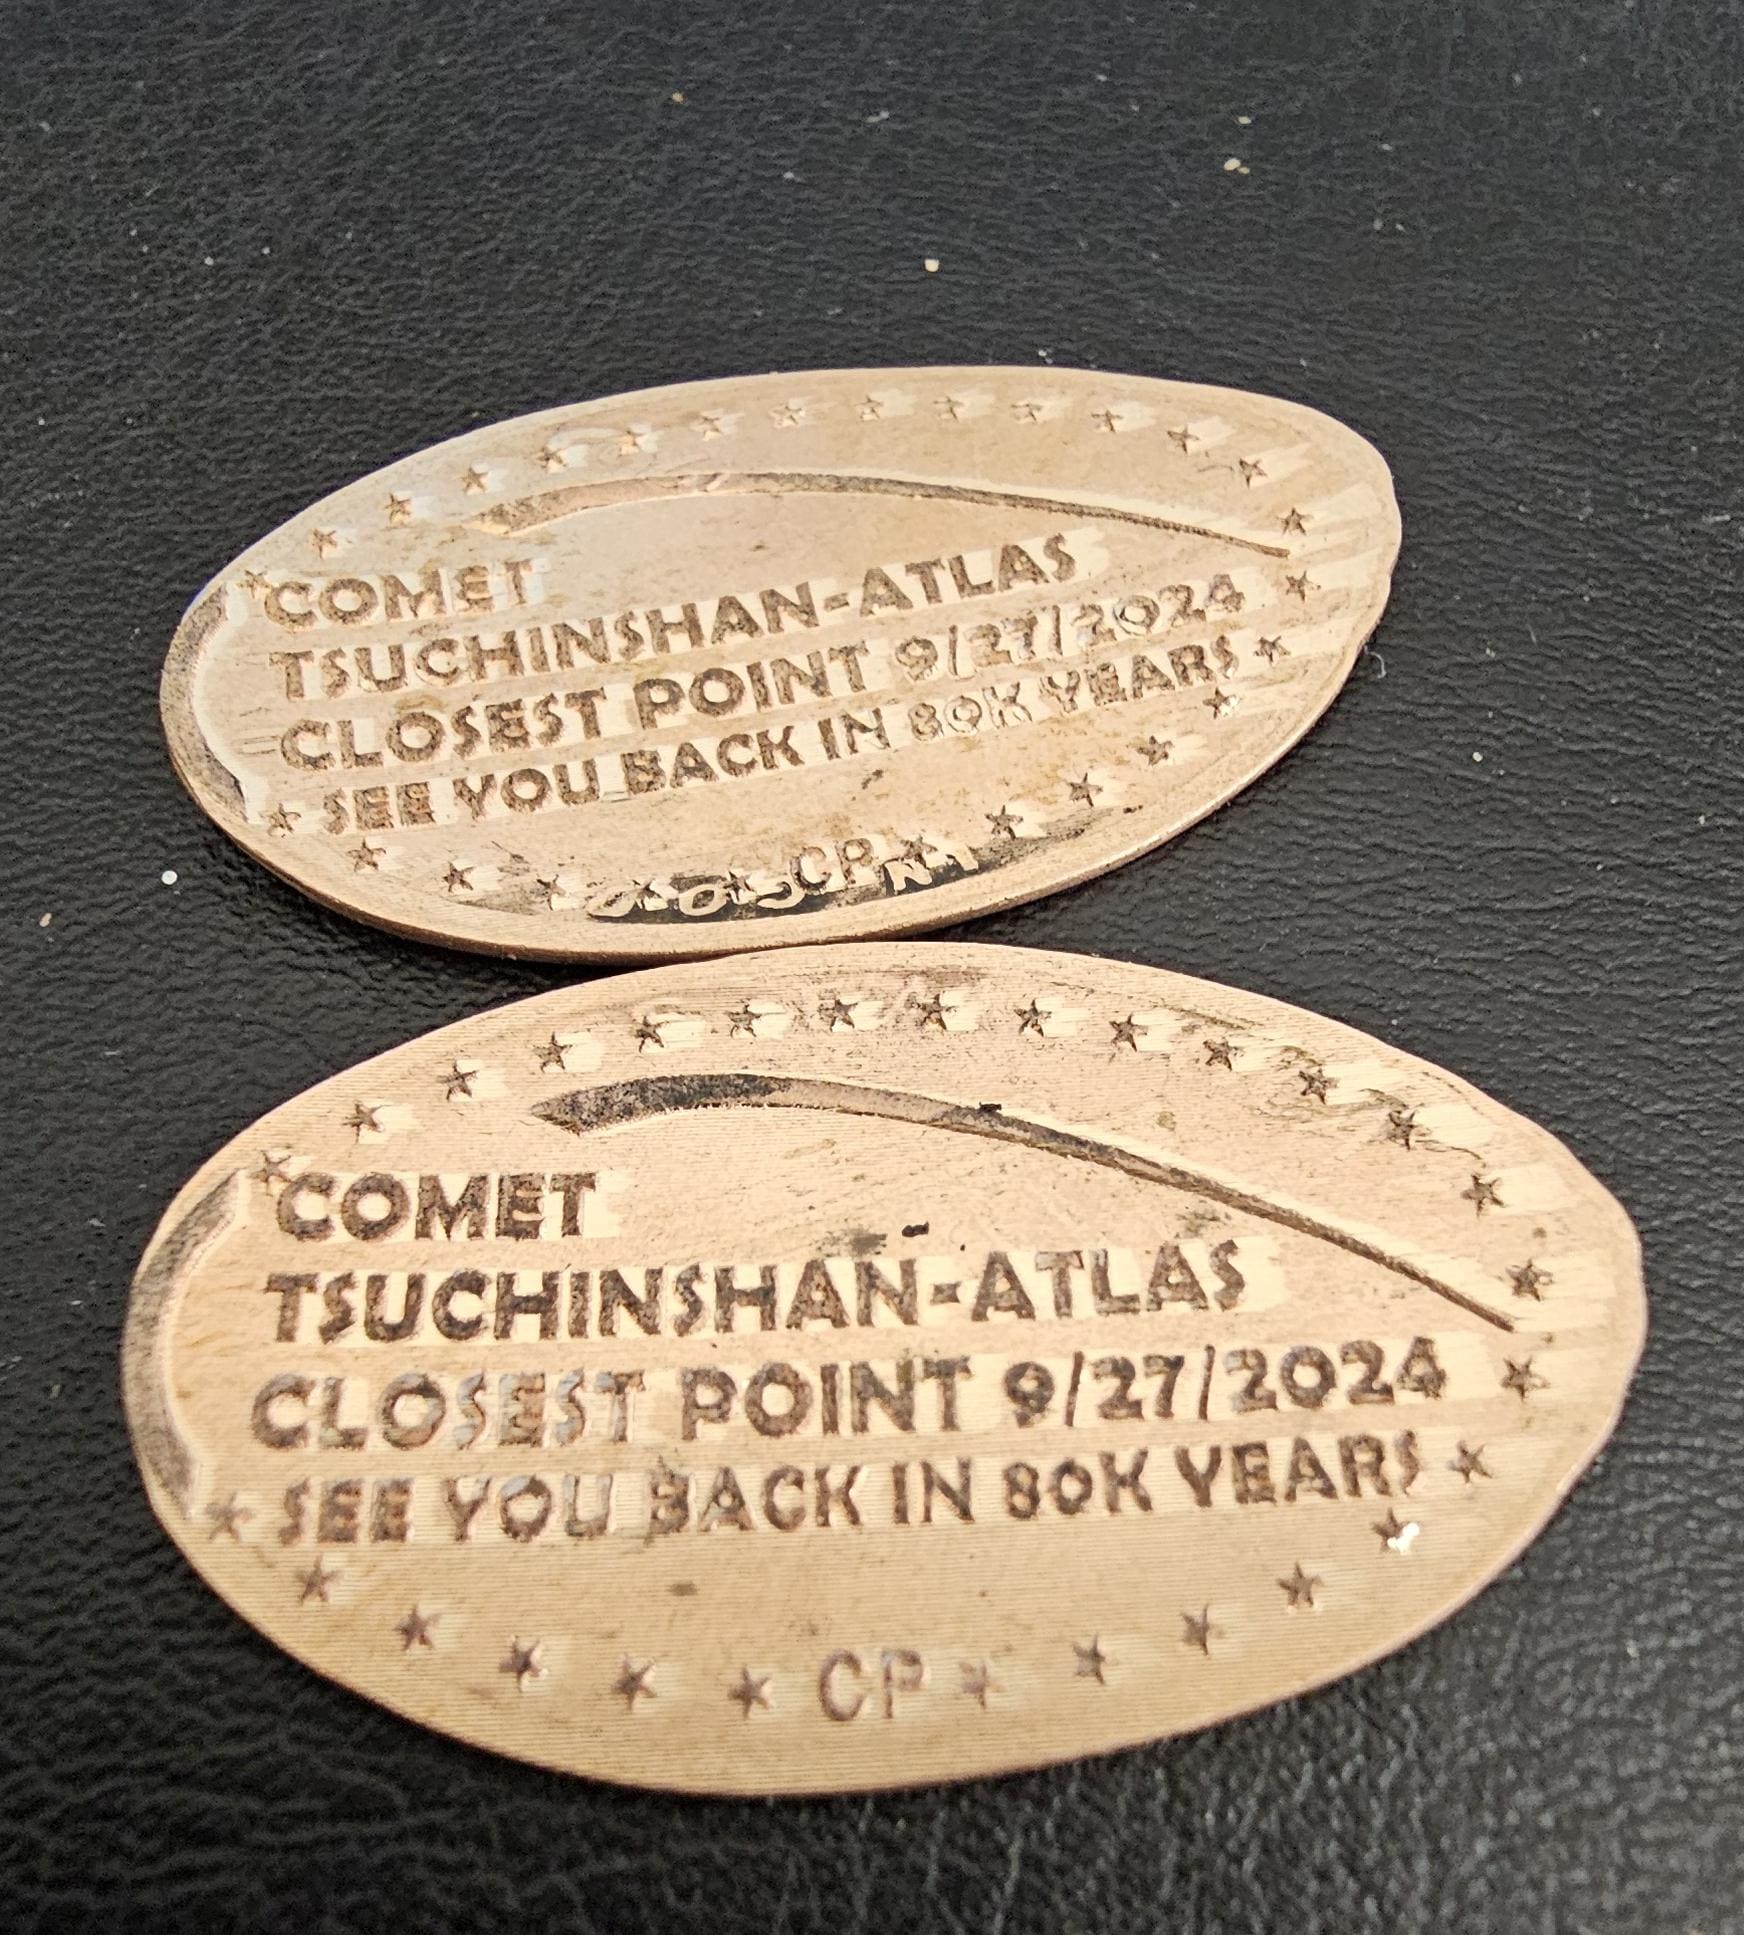 COMET
TSUCHINSHAN-ATLAS
CLOSEST POINT 9/27/2024
SEE YOU BACK IN 80K YEARS
CP
COMET
TSUCHINSHAN-ATLAS
CLOSEST POINT 9/27/2024
SEE YOU BACK IN 80K YEARS
CP